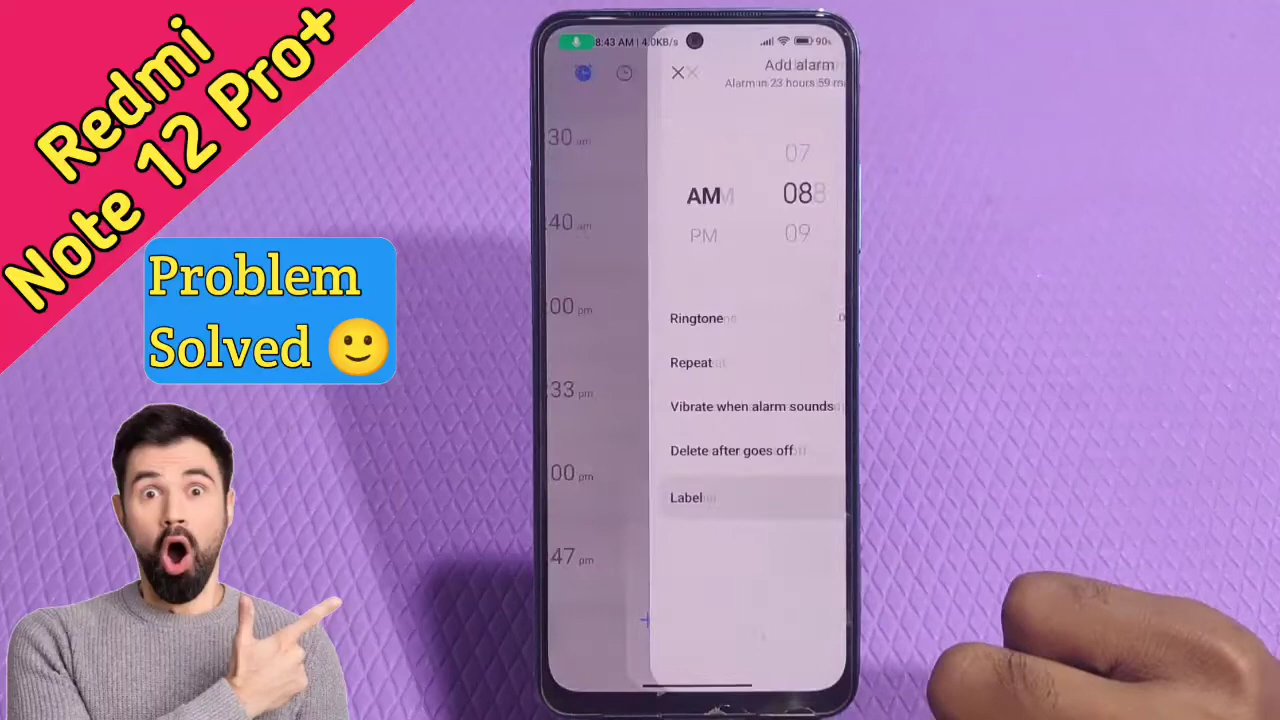 Redmi
Note 12 Pro+
Problem
Solved 🙂
8:43 AM | 4.0KB/s
90
Add alarm
Alarm in 23 hours 59
07
AM 08
PM 09
Ringtone
Repeat
Vibrate when alarm sounds
Delete after goes off
Label
30 am
40 am
00 pm
33 pm
00 pm
47 pm